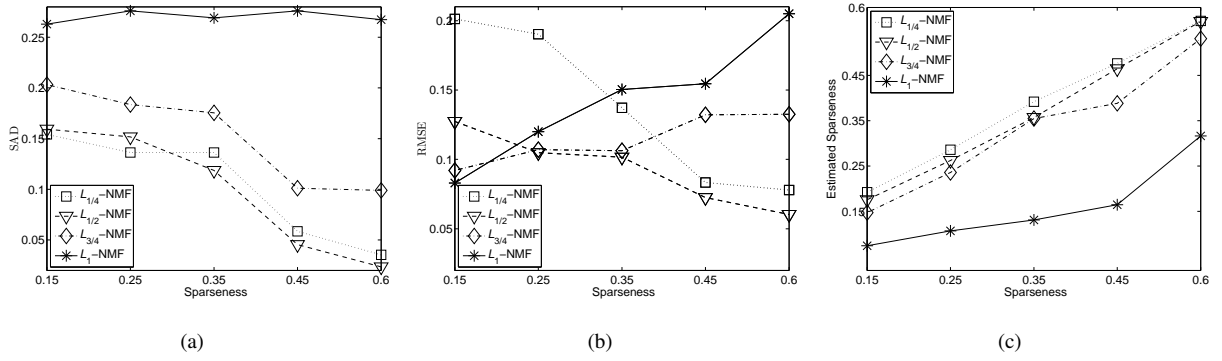 0.25
0.2
0.15
0.1
0.05
SAD
L1/4−NMF
L1/2−NMF
L3/4−NMF
L1−NMF
0.15 0.25 0.35 0.45 0.6
Sparseness
(a)
0.2
0.15
0.1
0.05
RMSE
L1/4−NMF
L1/2−NMF
L3/4−NMF
L1−NMF
0.15 0.25 0.35 0.45 0.6
Sparseness
(b)
0.6
0.45
0.35
0.25
0.15
Estimated Sparseness
L1/4−NMF
L1/2−NMF
L3/4−NMF
L1−NMF
0.15 0.25 0.35 0.45 0.6
Sparseness
(c)